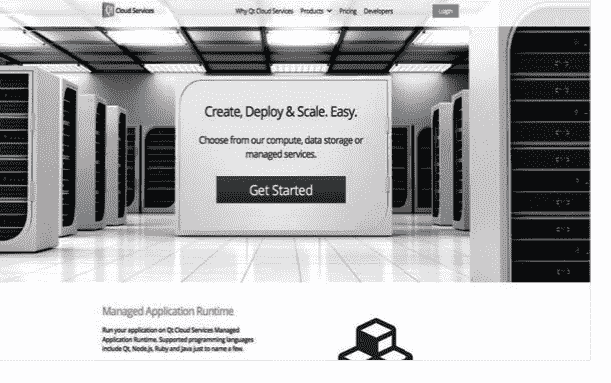 Qt Cloud Services
Why Qt Cloud Services Products Pricing Developers Login
Create, Deploy & Scale. Easy.
Choose from our compute, data storage or
managed services.
Get Started
Managed Application Runtime
Run your application on Qt Cloud Services Managed
Application Runtime. Supported programming languages
include Qt, Node.js, Ruby and Java just to name a few.